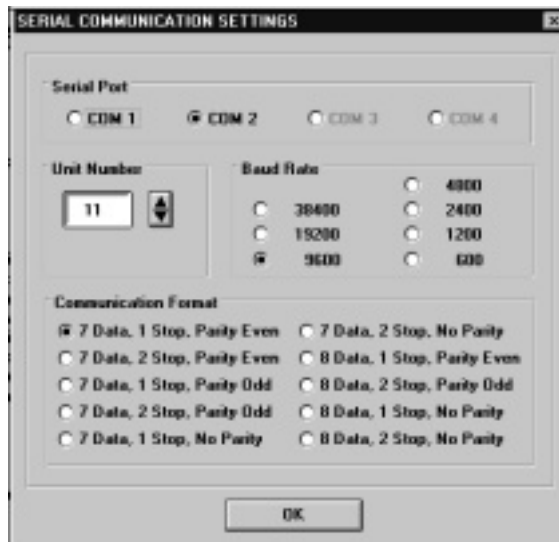 SERIAL COMMUNICATION SETTINGS
Serial Port
COM 1 COM 2 COM 3 COM 4
Unit Number
11
Baud Rate
4800
38400 2400
19200 1200
9600 600
Communication Format
7 Data, 1 Stop, Parity Even 7 Data, 2 Stop, No Parity
7 Data, 2 Stop, Parity Even 8 Data, 1 Stop, Parity Even
7 Data, 1 Stop, Parity Odd 8 Data, 2 Stop, Parity Odd
7 Data, 2 Stop, Parity Odd 8 Data, 1 Stop, No Parity
7 Data, 1 Stop, No Parity 8 Data, 2 Stop, No Parity
OK